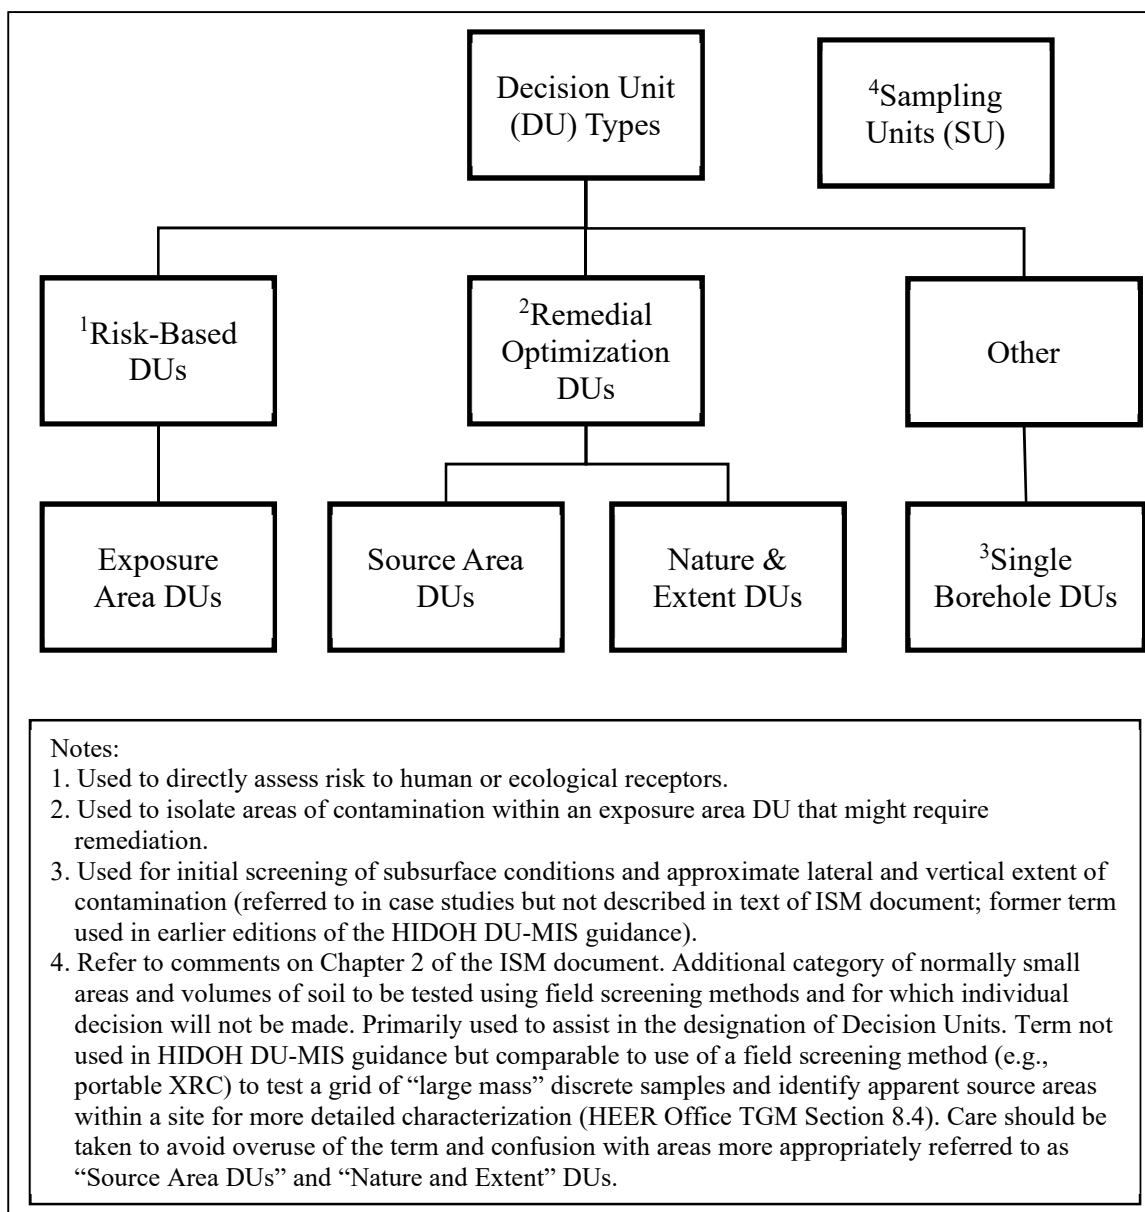 Decision Unit
(DU) Types
4Sampling
Units (SU)
1Risk-Based
DUs
2Remedial
Optimization
DUs
Other
Exposure
Area DUs
Source Area
DUs
Nature &
Extent DUs
3Single
Borehole DUs
Notes:
1. Used to directly assess risk to human or ecological receptors.
2. Used to isolate areas of contamination within an exposure area DU that might require
remediation.
3. Used for initial screening of subsurface conditions and approximate lateral and vertical extent of
contamination (referred to in case studies but not described in text of ISM document; former term
used in earlier editions of the HIDOH DU-MIS guidance).
4. Refer to comments on Chapter 2 of the ISM document. Additional category of normally small
areas and volumes of soil to be tested using field screening methods and for which individual
decision will not be made. Primarily used to assist in the designation of Decision Units. Term not
used in HIDOH DU-MIS guidance but comparable to use of a field screening method (e.g.,
portable XRC) to test a grid of “large mass” discrete samples and identify apparent source areas
within a site for more detailed characterization (HEER Office TGM Section 8.4). Care should be
taken to avoid overuse of the term and confusion with areas more appropriately referred to as
“Source Area DUs” and “Nature and Extent” DUs.